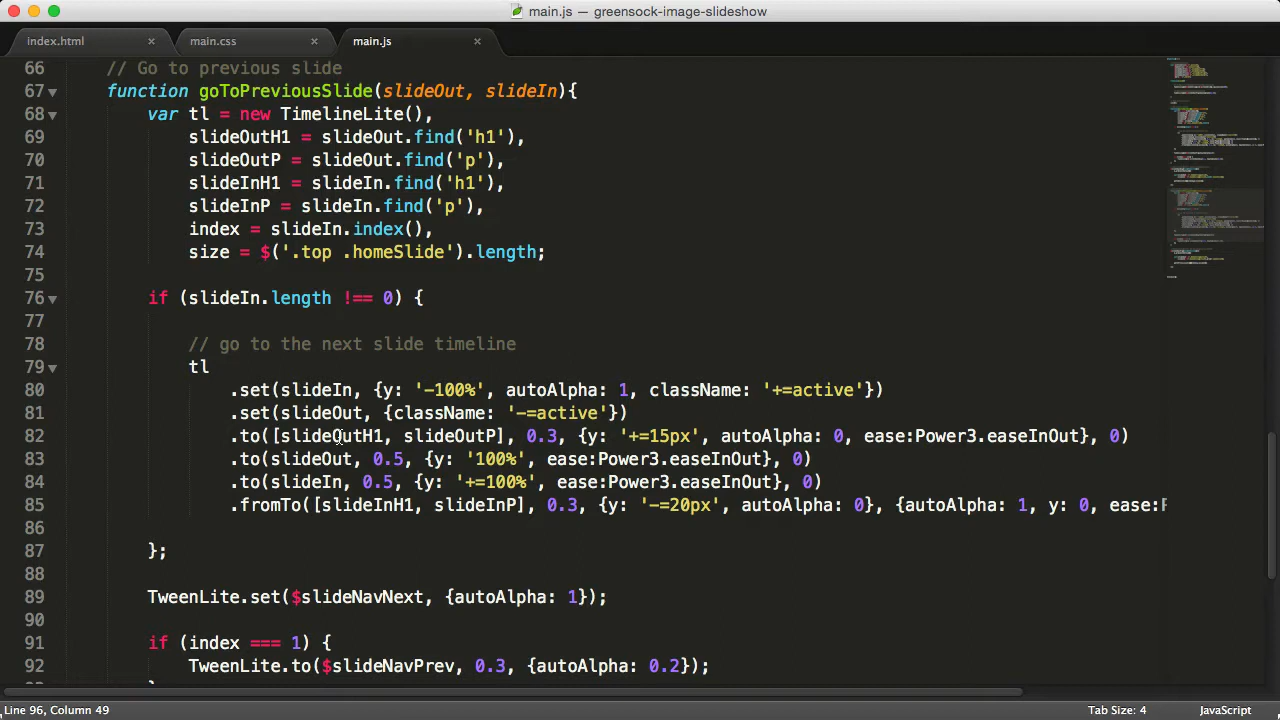 main.js — greensock-image-slideshow
index.html × main.css × main.js ×
66 // Go to previous slide
67 function goToPreviousSlide(slideOut, slideIn){
68 var tl = new TimelineLite(),
69 slideOutH1 = slideOut.find('h1'),
70 slideOutP = slideOut.find('p'),
71 slideInH1 = slideIn.find('h1'),
72 slideInP = slideIn.find('p'),
73 index = slideIn.index(),
74 size = $('.top .homeSlide').length;
75
76 if (slideIn.length !== 0) {
77
78 // go to the next slide timeline
79 tl
80 .set(slideIn, {y: '-100%', autoAlpha: 1, className: '+=active'})
81 .set(slideOut, {className: '-=active'})
82 .to([slideOutH1, slideOutP], 0.3, {y: '+=15px', autoAlpha: 0, ease:Power3.easeInOut}, 0)
83 .to(slideOut, 0.5, {y: '100%', ease:Power3.easeInOut}, 0)
84 .to(slideIn, 0.5, {y: '+=100%', ease:Power3.easeInOut}, 0)
85 .fromTo([slideInH1, slideInP], 0.3, {y: '-=20px', autoAlpha: 0}, {autoAlpha: 1, y: 0, ease:
86
87 };
88
89 TweenLite.set($slideNavNext, {autoAlpha: 1});
90
91 if (index === 1) {
92 TweenLite.to($slideNavPrev, 0.3, {autoAlpha: 0.2});
Line 96, Column 49 Tab Size: 4 JavaScript